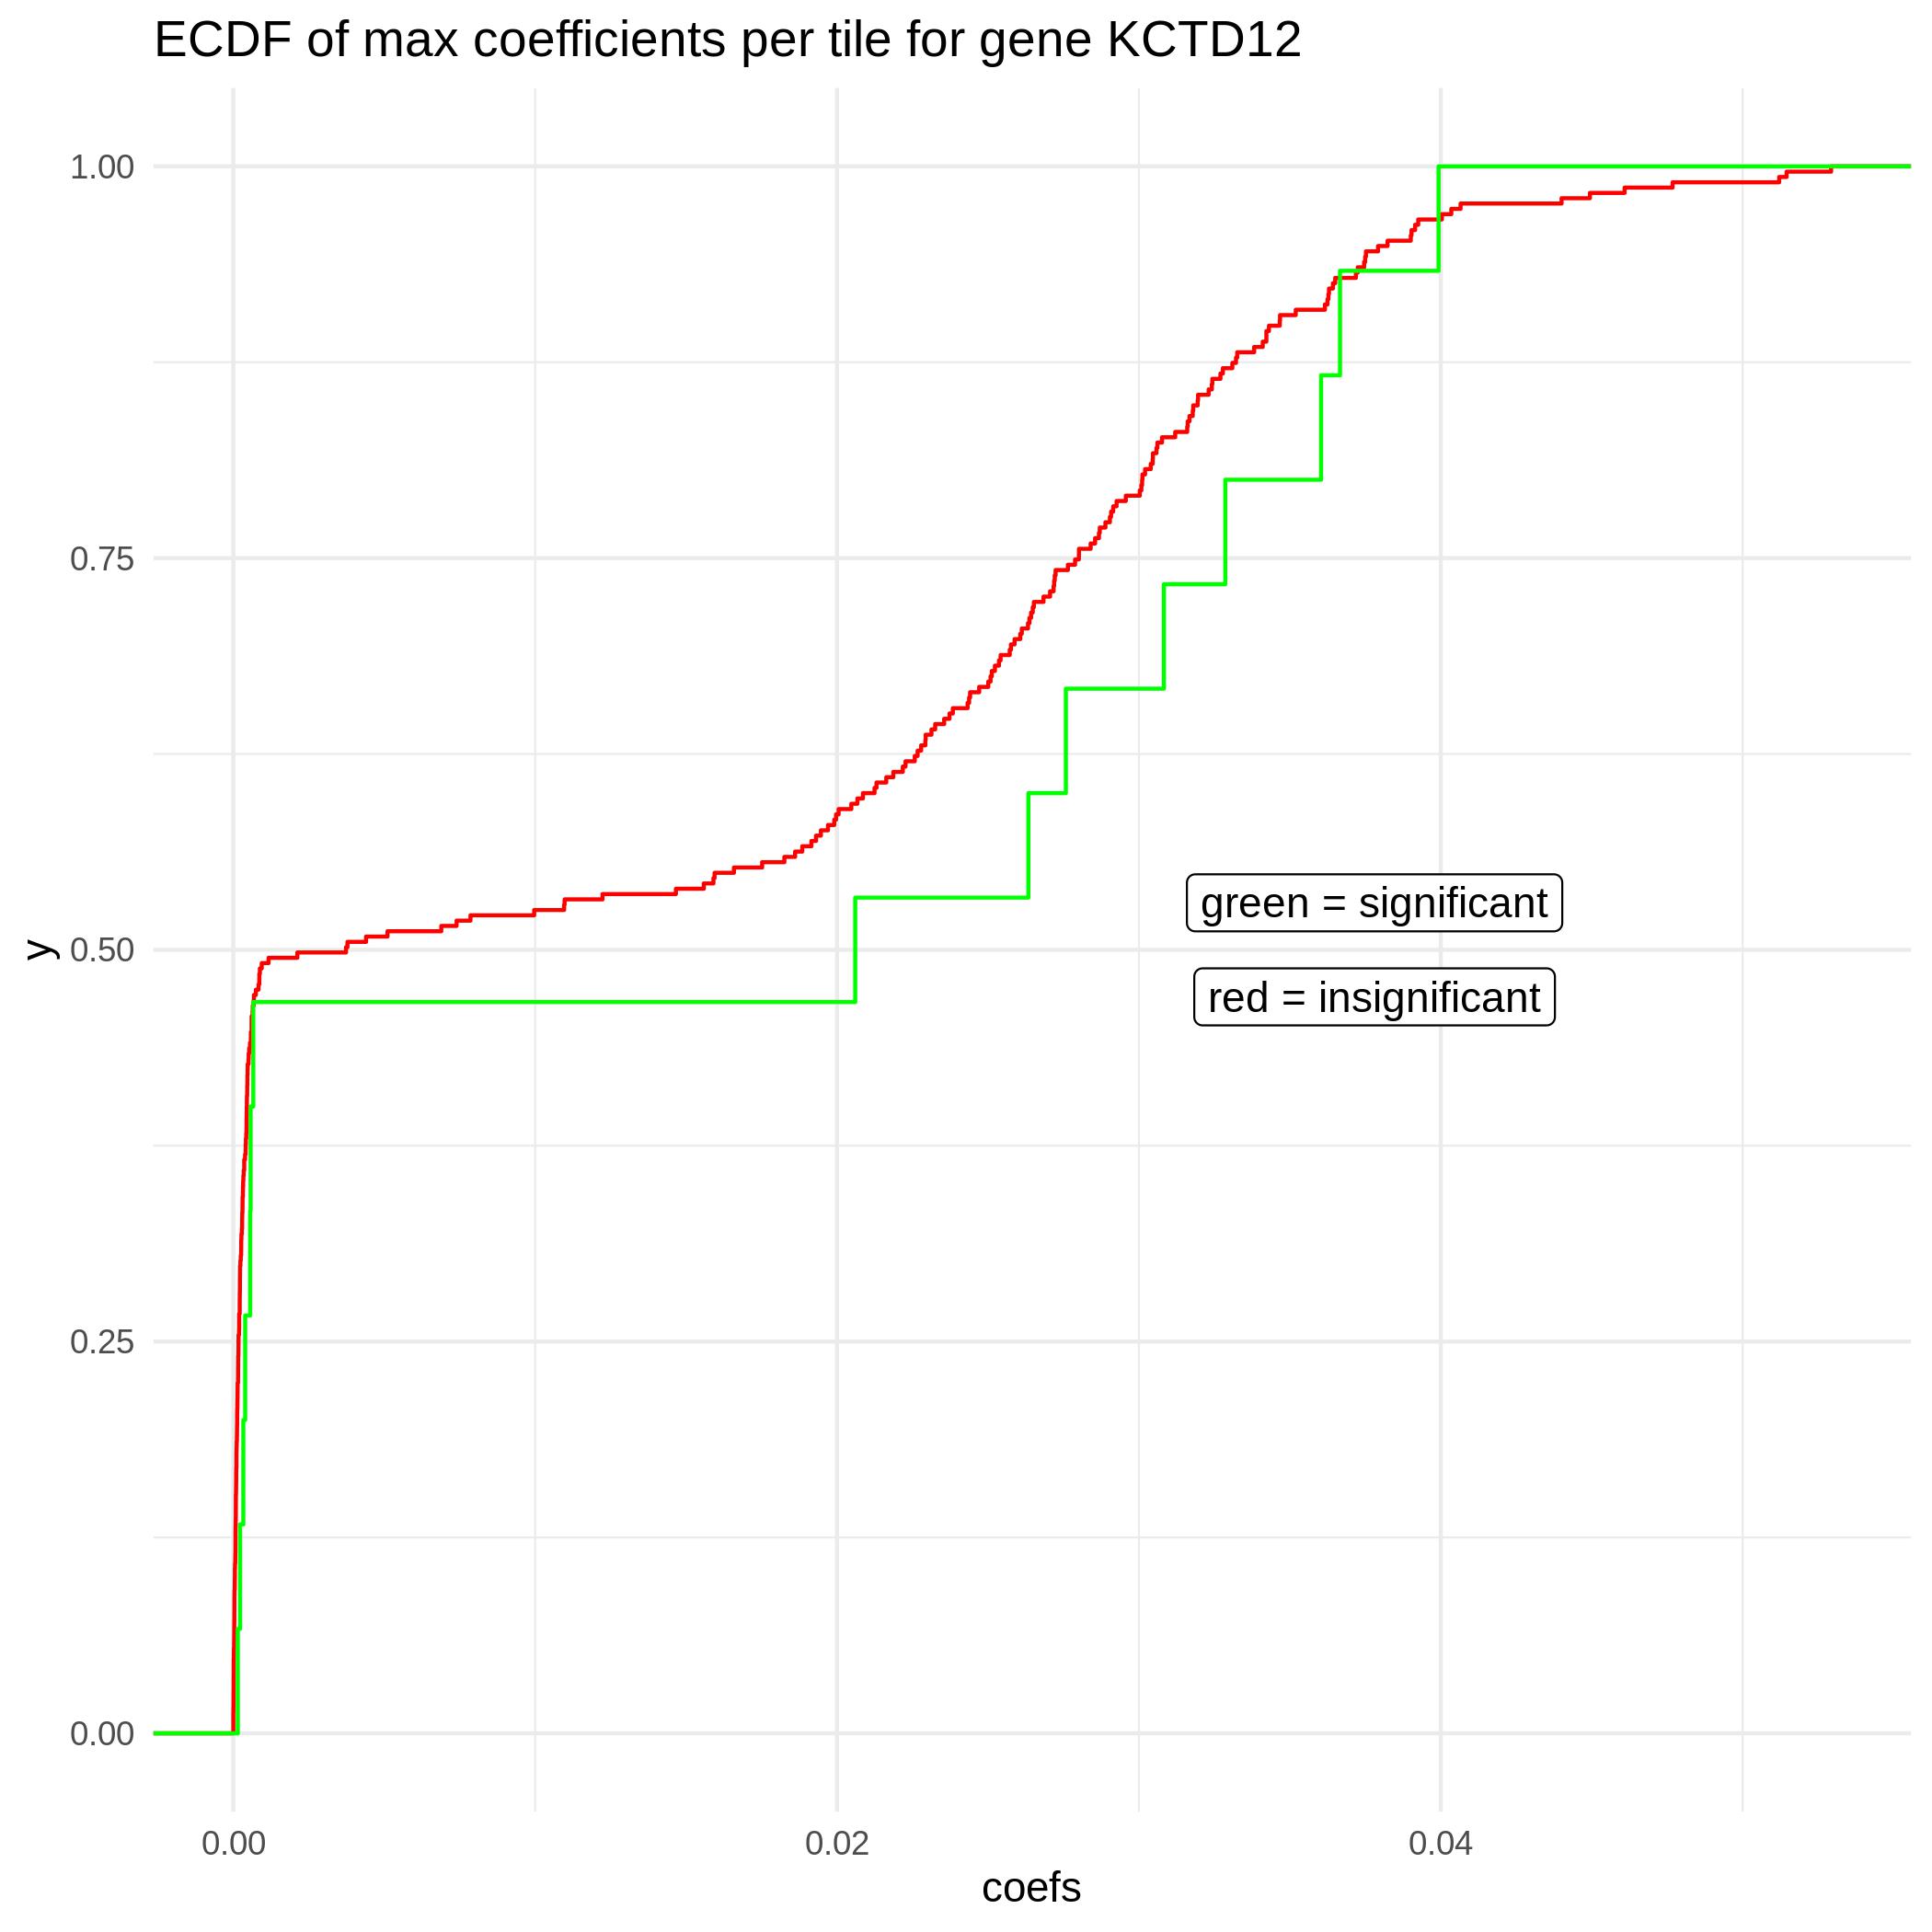 ECDF of max coefficients per tile for gene KCTD12
1.00
0.75
0.50
0.25
0.00
y
green = significant
red = insignificant
0.00 0.02 0.04
coefs